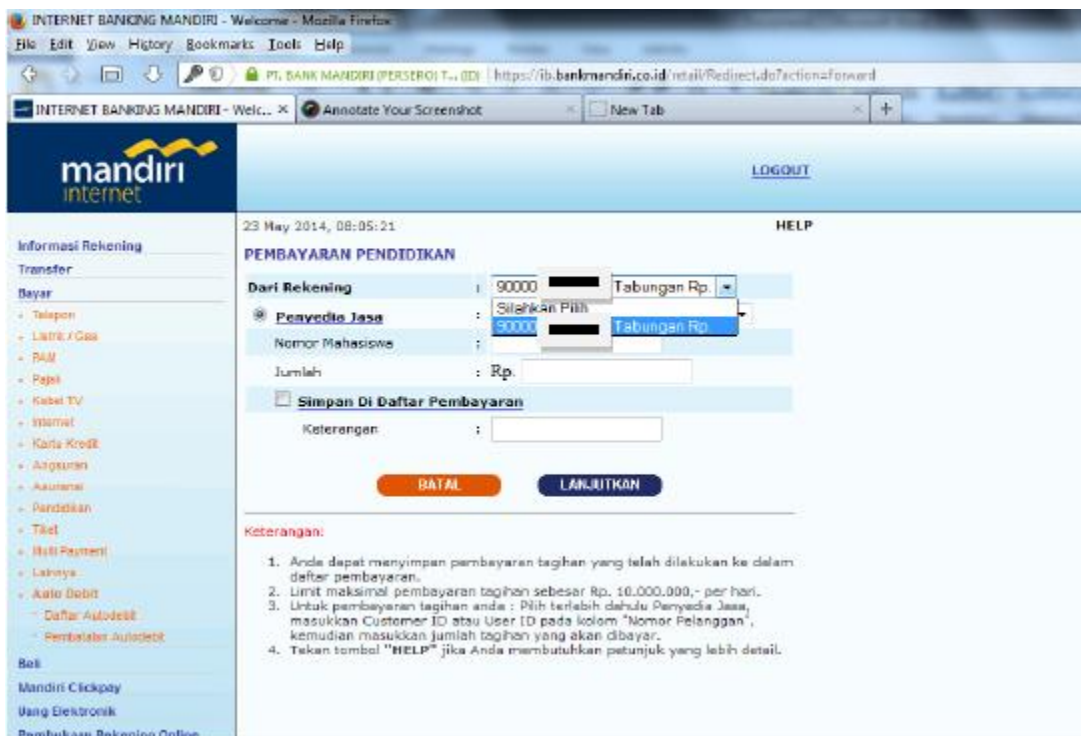 INTERNET BANKING MANDIRI - Welcome - Mozilla Firefox
File Edit View History Bookmarks Tools Help
PT. BANK MANDIRI (PERSERO) T... (ID) https://ib.bankmandiri.co.id/retail/Redirect.do?action=forward
INTERNET BANKING MANDIRI - Welc... × Annotate Your Screenshot × New Tab × +
mandiri
internet
LOGOUT
23 May 2014, 08:05:21 HELP
PEMBAYARAN PENDIDIKAN
Dari Rekening : 90000 Tabungan Rp.
Silahkan Pilih
90000 Tabungan Rp.
Penyedia Jasa :
Nomor Mahasiswa :
Jumlah : Rp.
Simpan Di Daftar Pembayaran
Keterangan :
BATAL LANJUTKAN
Keterangan:
1. Anda dapat menyimpan pembayaran tagihan yang telah dilakukan ke dalam
daftar pembayaran.
2. Limit maksimal pembayaran tagihan sebesar Rp. 10.000.000,- per hari.
3. Untuk pembayaran tagihan anda : Pilih terlebih dahulu Penyedia Jasa,
masukkan Customer ID atau User ID pada kolom "Nomor Pelanggan",
kemudian masukkan jumlah tagihan yang akan dibayar.
4. Tekan tombol "HELP" jika Anda membutuhkan petunjuk yang lebih detail.
Informasi Rekening
Transfer
Bayar
Telepon
Listrik / Gas
PAM
Pajak
Kabel TV
Internet
Kartu Kredit
Angsuran
Asuransi
Pendidikan
Tiket
Multi Payment
Lainnya
Auto Debit
Daftar Autodebit
Pembatalan Autodebit
Beli
Mandiri Clickpay
Uang Elektronik
Pembukaan Rekening Online